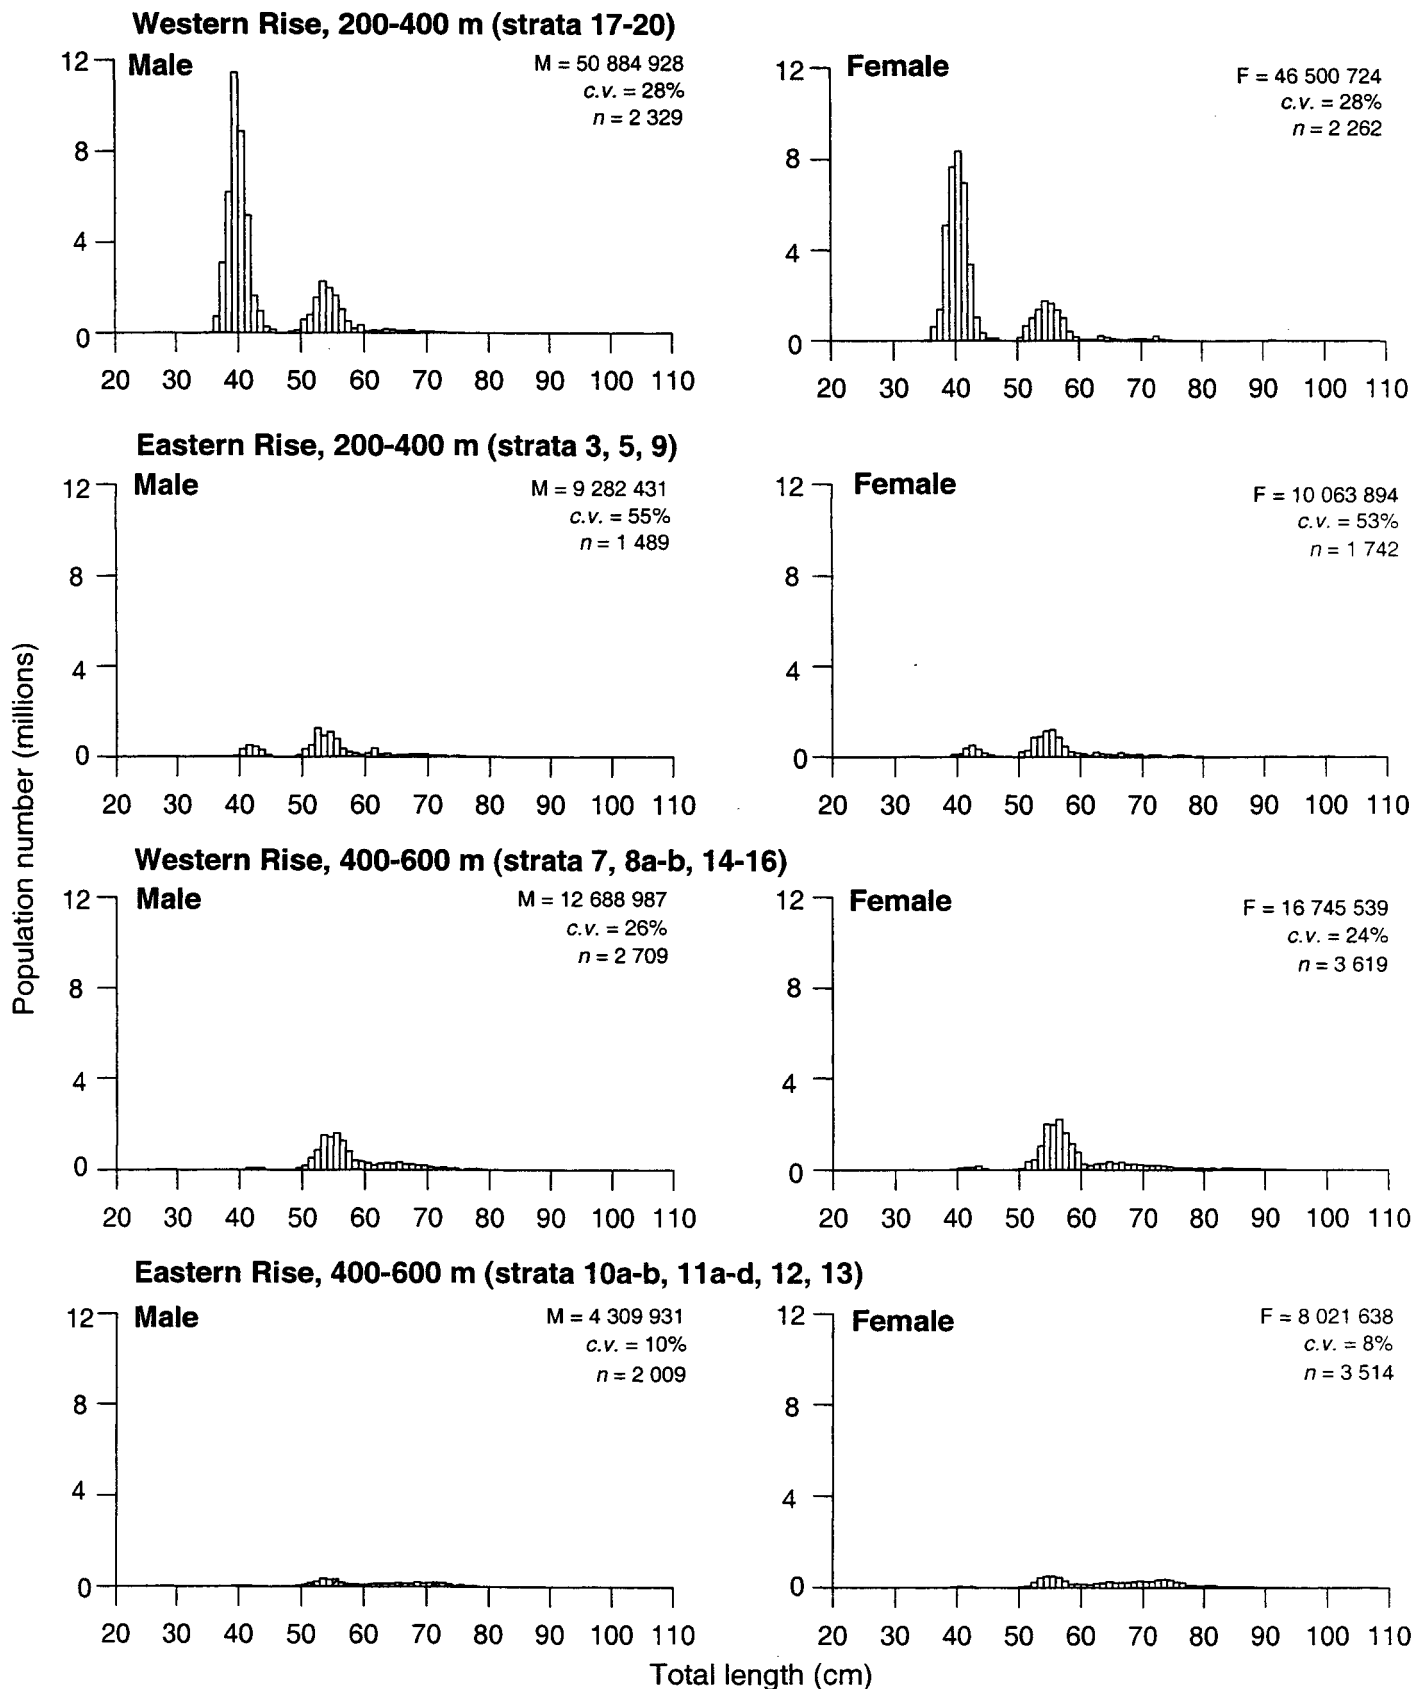 Western Rise, 200-400 m (strata 17-20)
Male
M = 50 884 928
c.v. = 28%
n = 2 329
12
8
4
0
20 30 40 50 60 70 80 90 100 110
Female
F = 46 500 724
c.v. = 28%
n = 2 262
12
8
4
0
20 30 40 50 60 70 80 90 100 110
Eastern Rise, 200-400 m (strata 3, 5, 9)
Male
M = 9 282 431
c.v. = 55%
n = 1 489
12
8
4
0
20 30 40 50 60 70 80 90 100 110
Female
F = 10 063 894
c.v. = 53%
n = 1 742
12
8
4
0
20 30 40 50 60 70 80 90 100 110
Population number (millions)
Western Rise, 400-600 m (strata 7, 8a-b, 14-16)
Male
M = 12 688 987
c.v. = 26%
n = 2 709
12
8
4
0
20 30 40 50 60 70 80 90 100 110
Female
F = 16 745 539
c.v. = 24%
n = 3 619
12
8
4
0
20 30 40 50 60 70 80 90 100 110
Eastern Rise, 400-600 m (strata 10a-b, 11a-d, 12, 13)
Male
M = 4 309 931
c.v. = 10%
n = 2 009
12
8
4
0
20 30 40 50 60 70 80 90 100 110
Female
F = 8 021 638
c.v. = 8%
n = 3 514
12
8
4
0
20 30 40 50 60 70 80 90 100 110
Total length (cm)